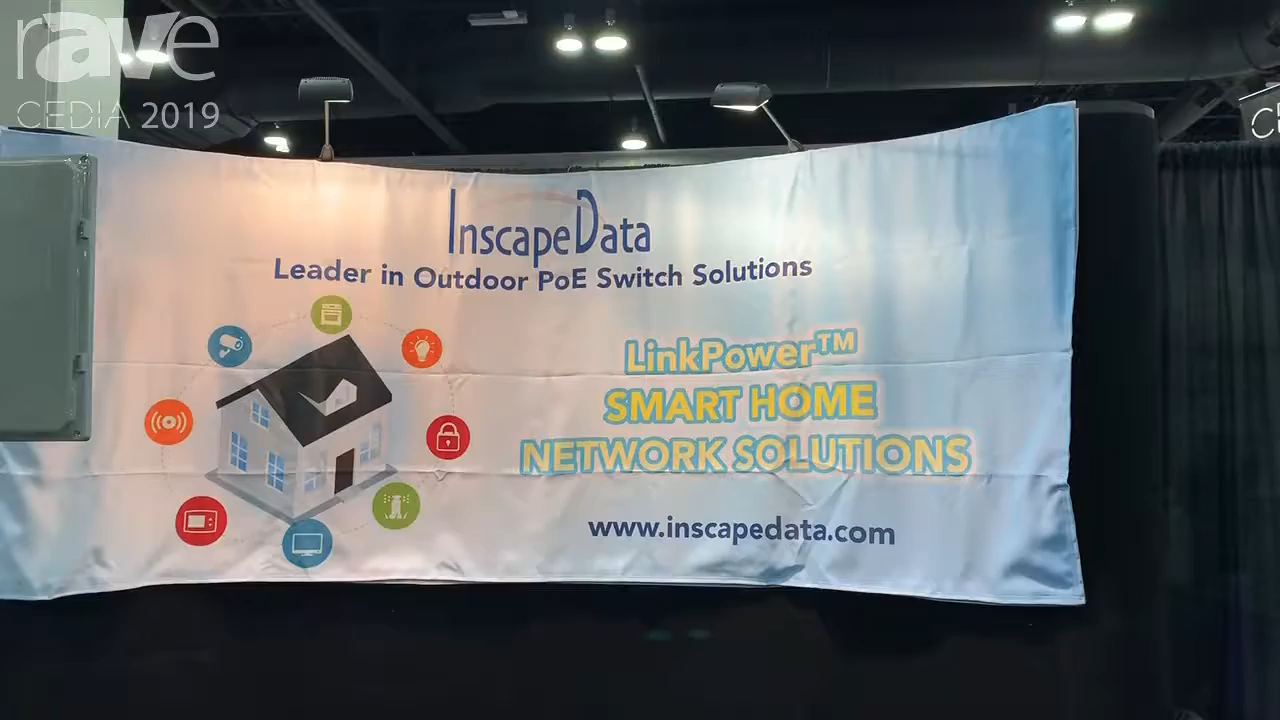 rave
CEDIA 2019
InscapeData
Leader in Outdoor PoE Switch Solutions
LinkPower™
SMART HOME
NETWORK SOLUTIONS
www.inscapedata.com